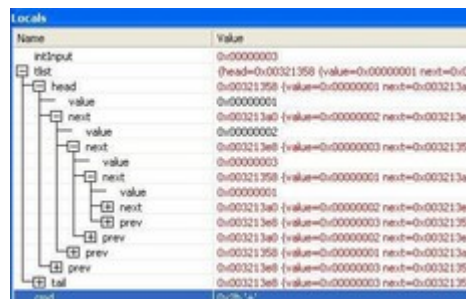 Locals
Name Value
intInput 0x00000003
tlist {head=0x00321358 {value=0x00000001 next=0x0
head 0x00321358 {value=0x00000001 next=0x003213a
value 0x00000001
next 0x003213a0 {value=0x00000002 next=0x003213e
value 0x00000002
next 0x003213e8 {value=0x00000003 next=0x0032135
value 0x00000003
next 0x00321358 {value=0x00000001 next=0x003213a
value 0x00000001
next 0x003213a0 {value=0x00000002 next=0x003213e
prev 0x003213e8 {value=0x00000003 next=0x0032135
prev 0x003213a0 {value=0x00000002 next=0x003213e
prev 0x00321358 {value=0x00000001 next=0x003213a
prev 0x003213e8 {value=0x00000003 next=0x0032135
tail 0x003213e8 {value=0x00000003 next=0x0032135
cmd